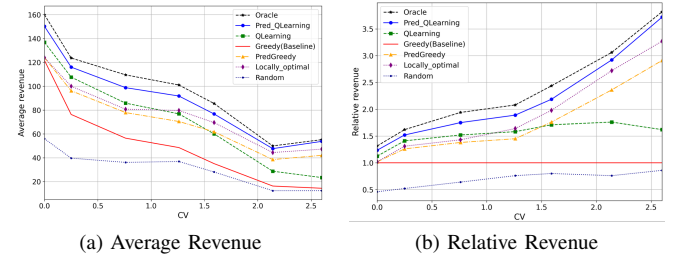 160
140
120
100
80
60
40
20
0.0
0.5
1.0
1.5
2.0
2.5
CV
Average revenue
Oracle
Pred_QLearning
QLearning
Greedy(Baseline)
PredGreedy
Locally_optimal
Random
(a) Average Revenue
3.5
3.0
2.5
2.0
1.5
1.0
0.5
0.0
0.5
1.0
1.5
2.0
2.5
CV
Relative revenue
Oracle
Pred_QLearning
QLearning
Greedy(Baseline)
PredGreedy
Locally_optimal
Random
(b) Relative Revenue